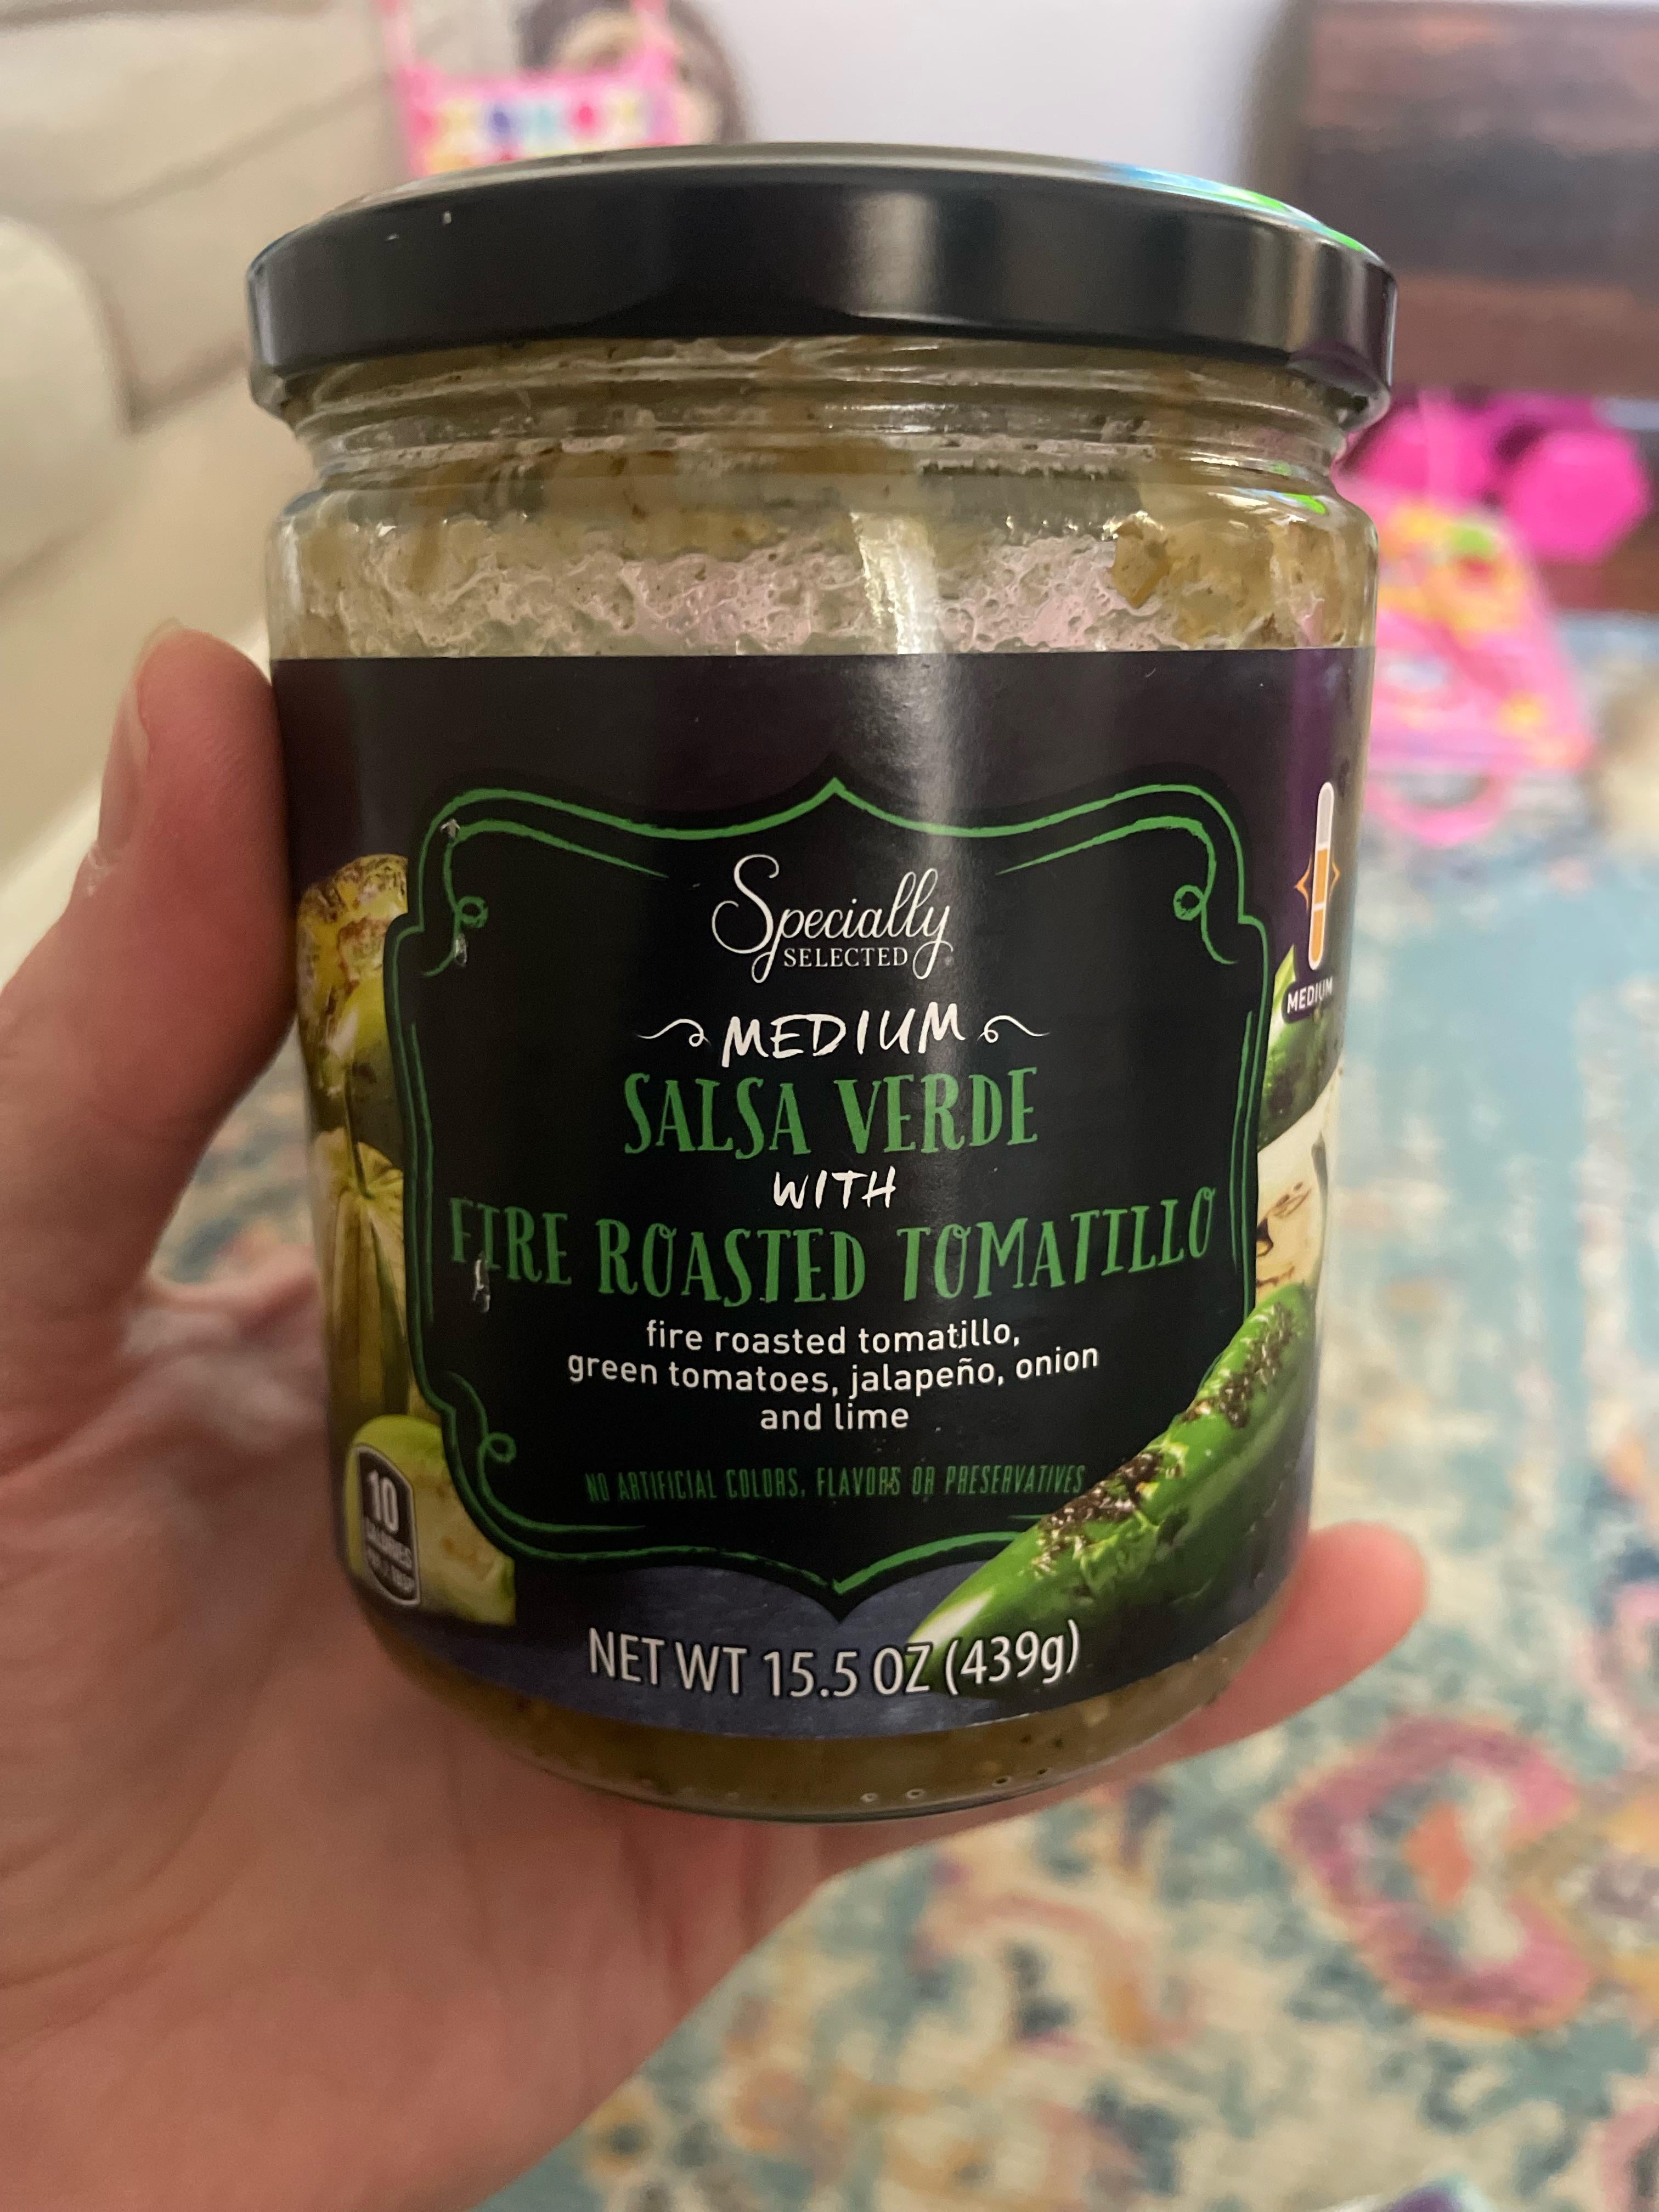 Specially
SELECTED
MEDIUM
SALSA VERDE
WITH
FIRE ROASTED TOMATILLO
fire roasted tomatillo,
green tomatoes, jalapeño, onion
and lime
NO ARTIFICIAL COLORS, FLAVORS OR PRESERVATIVES
NET WT 15.5 OZ (439g)
MEDIUM
10
CALORIES